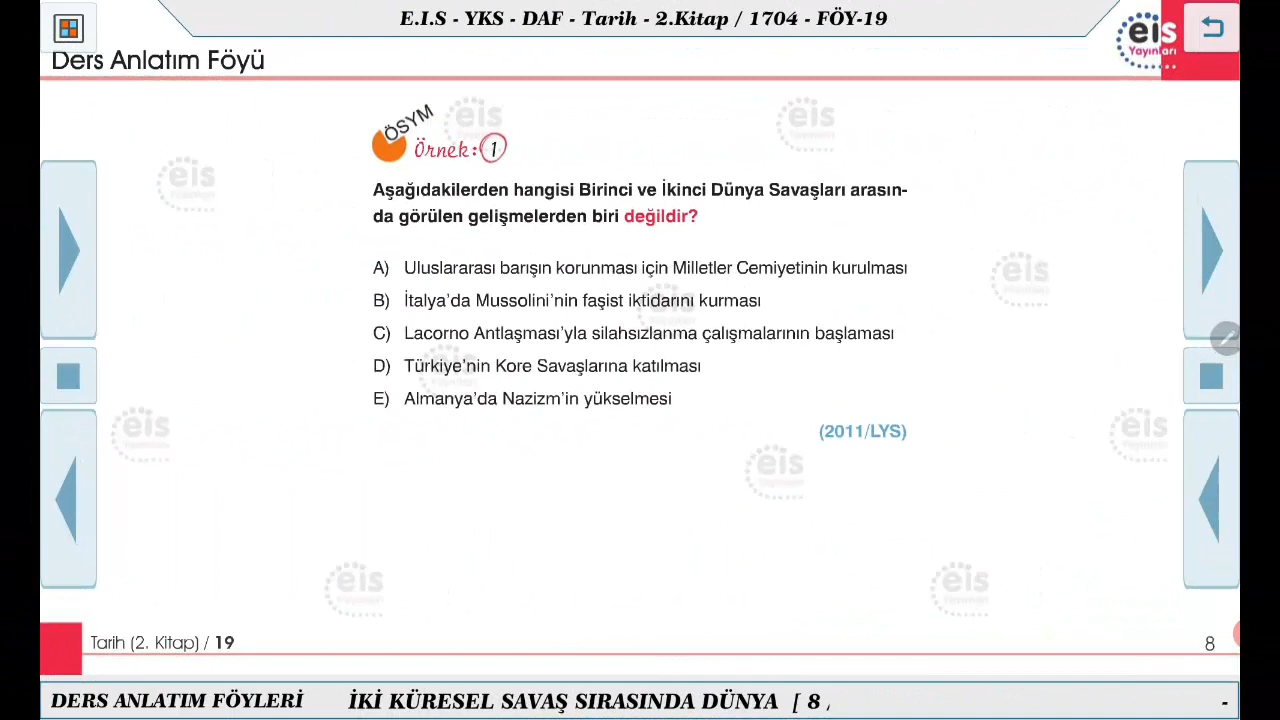 E.I.S - YKS - DAF - Tarih - 2.Kitap / 1704 - FÖY-19
eis
Yayınları
Ders Anlatım Föyü
ÖSYM
Örnek: 1
Aşağıdakilerden hangisi Birinci ve İkinci Dünya Savaşları arasın-
da görülen gelişmelerden biri değildir?
A) Uluslararası barışın korunması için Milletler Cemiyetinin kurulması
B) İtalya'da Mussolini'nin faşist iktidarını kurması
C) Lacorno Antlaşması'yla silahsızlanma çalışmalarının başlaması
D) Türkiye'nin Kore Savaşlarına katılması
E) Almanya'da Nazizm'in yükselmesi
(2011/LYS)
Tarih (2. Kitap) / 19
8
DERS ANLATIM FÖYLERİ İKİ KÜRESEL SAVAŞ SIRASINDA DÜNYA [ 8 , -